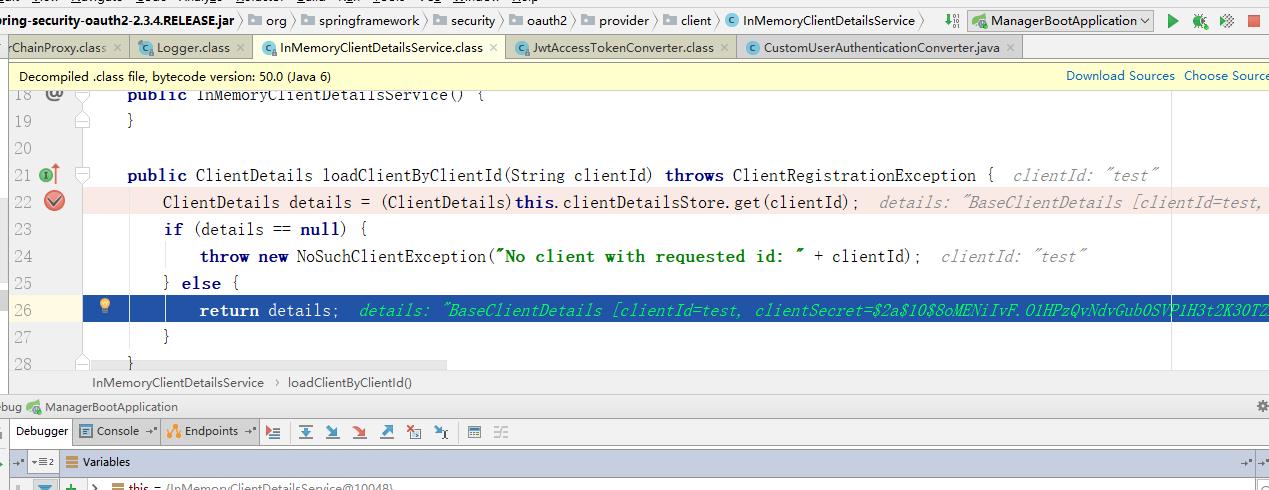 pring-security-oauth2-2.3.4.RELEASE.jar org springframework security oauth2 provider client InMemoryClientDetailsService ManagerBootApplication
rChainProxy.class Logger.class InMemoryClientDetailsService.class JwtAccessTokenConverter.class CustomUserAuthenticationConverter.java
Decompiled .class file, bytecode version: 50.0 (Java 6) Download Sources Choose Source
18 @ public InMemoryClientDetailsService() {
19 }
20
21 public ClientDetails loadClientByClientId(String clientId) throws ClientRegistrationException { clientId: "test"
22 ClientDetails details = (ClientDetails)this.clientDetailsStore.get(clientId); details: "BaseClientDetails [clientId=test,
23 if (details == null) {
24 throw new NoSuchClientException("No client with requested id: " + clientId); clientId: "test"
25 } else {
26 return details; details: "BaseClientDetails [clientId=test, clientSecret=$2a$10$8oMENiIvF.O1HPzQvNdvGub0SVP1H3t2K3OTZ
27 }
28 }
InMemoryClientDetailsService loadClientByClientId()
ebug ManagerBootApplication
Debugger Console Endpoints
2 Variables
this = {InMemoryClientDetailsService@10048}